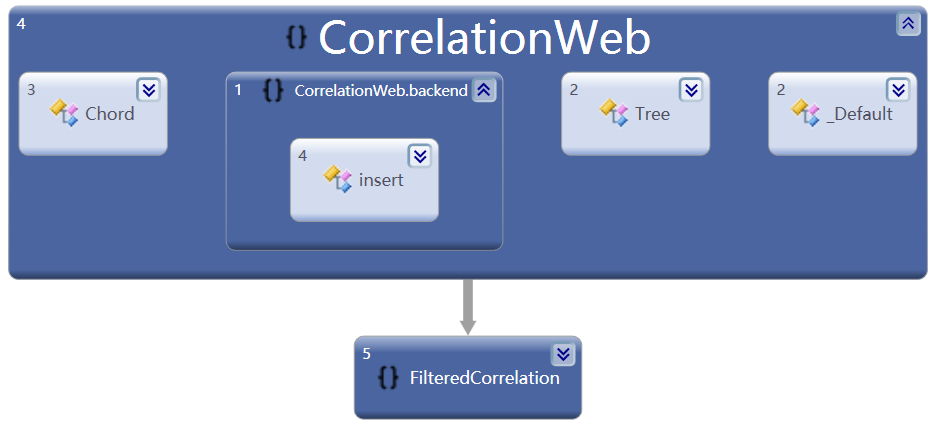 4
{} CorrelationWeb
3
Chord
1
{} CorrelationWeb.backend
4
insert
2
Tree
2
_Default
5
{} FilteredCorrelation